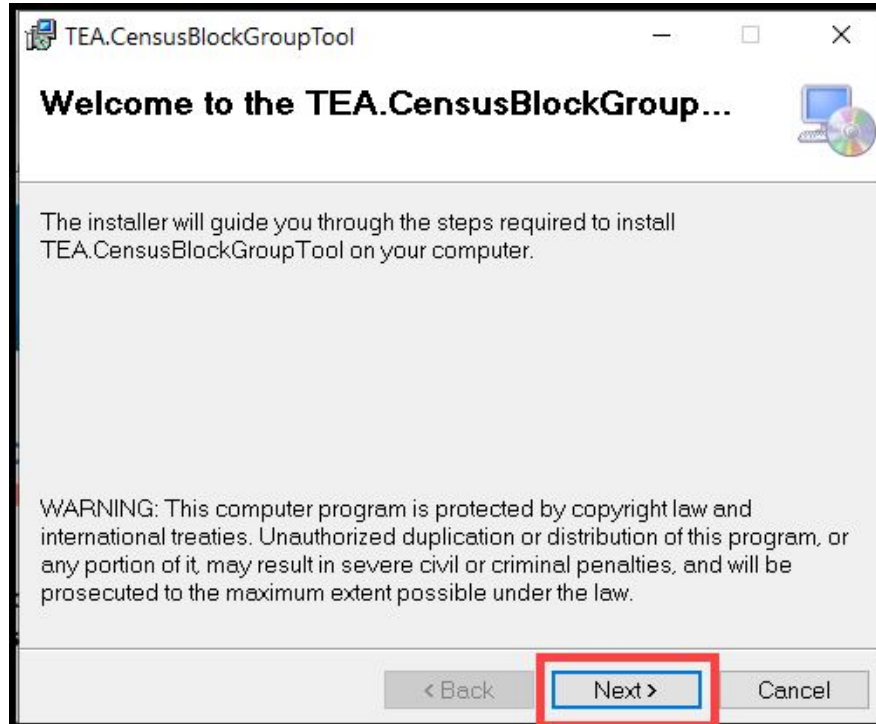 TEA.CensusBlockGroupTool
Welcome to the TEA.CensusBlockGroup...
The installer will guide you through the steps required to install
TEA.CensusBlockGroupTool on your computer.
WARNING: This computer program is protected by copyright law and
international treaties. Unauthorized duplication or distribution of this program, or
any portion of it, may result in severe civil or criminal penalties, and will be
prosecuted to the maximum extent possible under the law.
< Back Next > Cancel